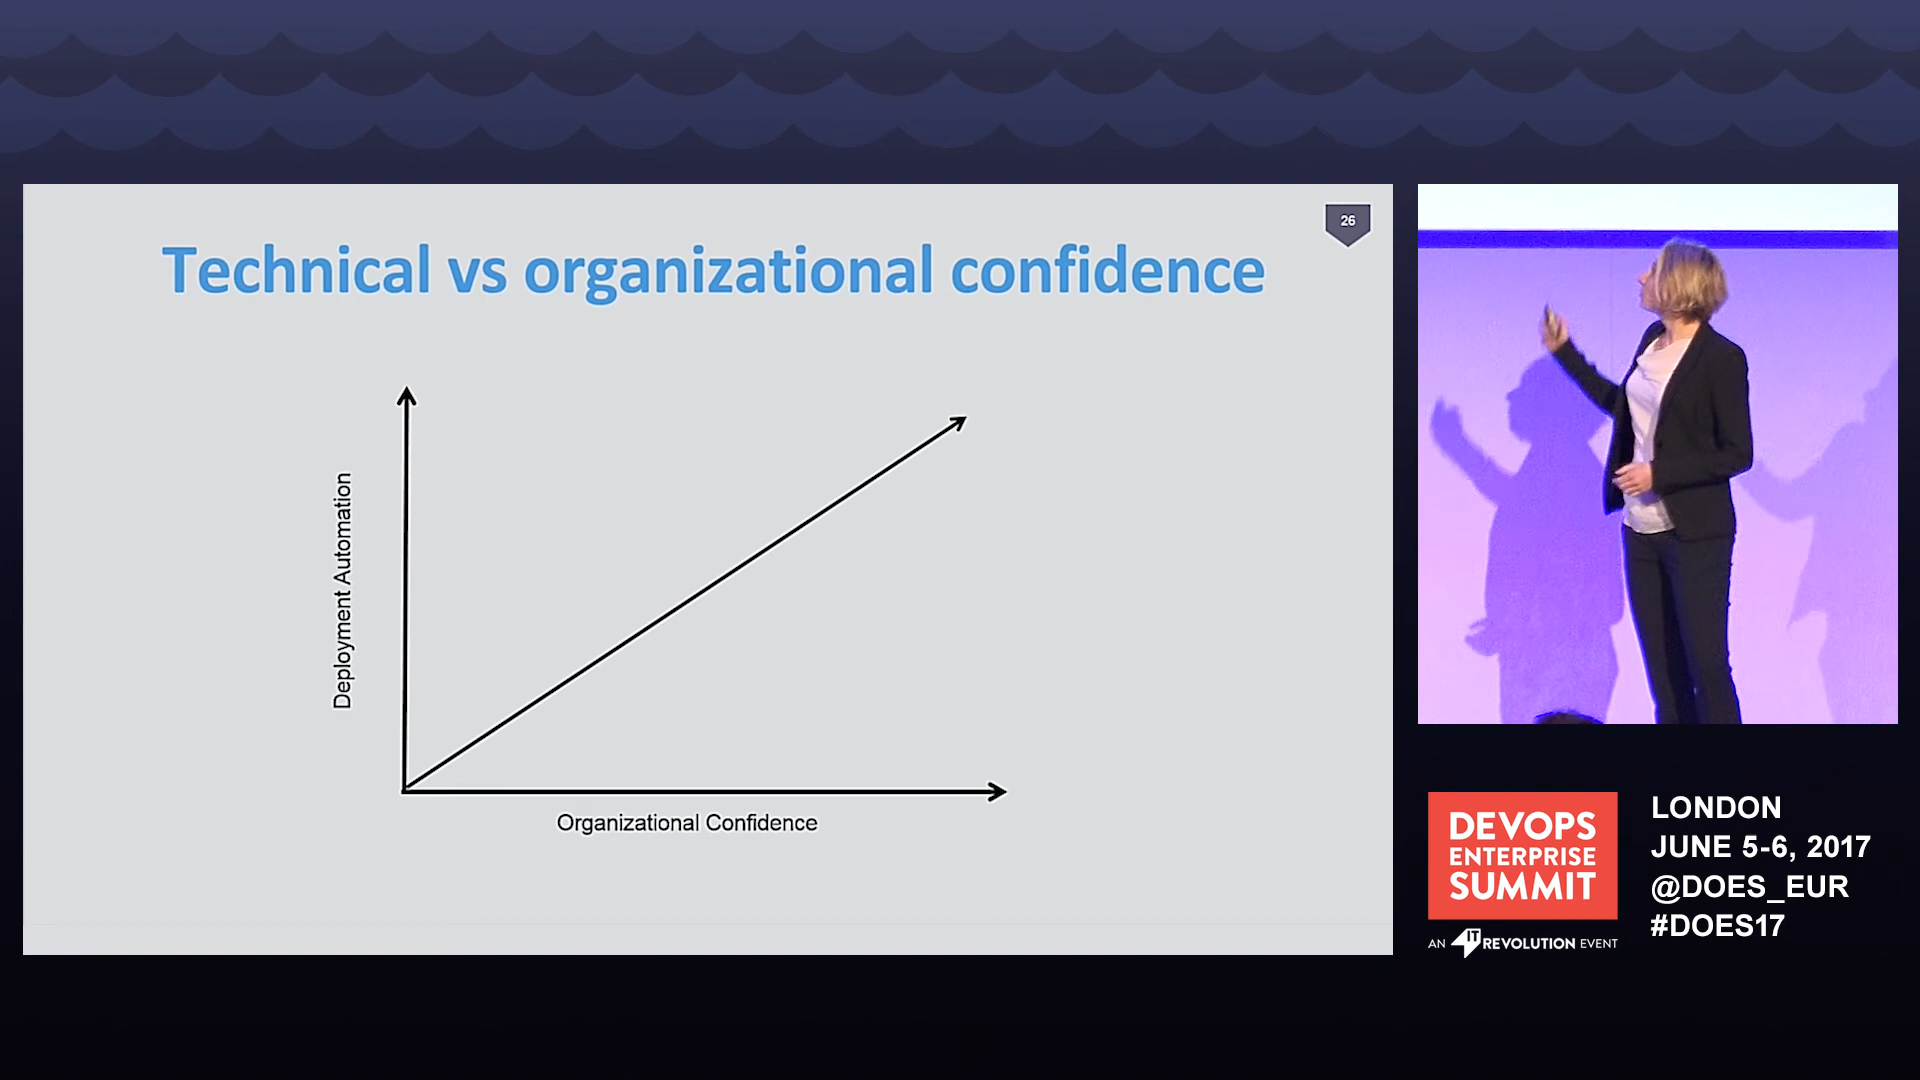 26
Technical vs organizational confidence
Deployment Automation
Organizational Confidence
DEVOPS
ENTERPRISE
SUMMIT
AN IT REVOLUTION EVENT
LONDON
JUNE 5-6, 2017
@DOES_EUR
#DOES17